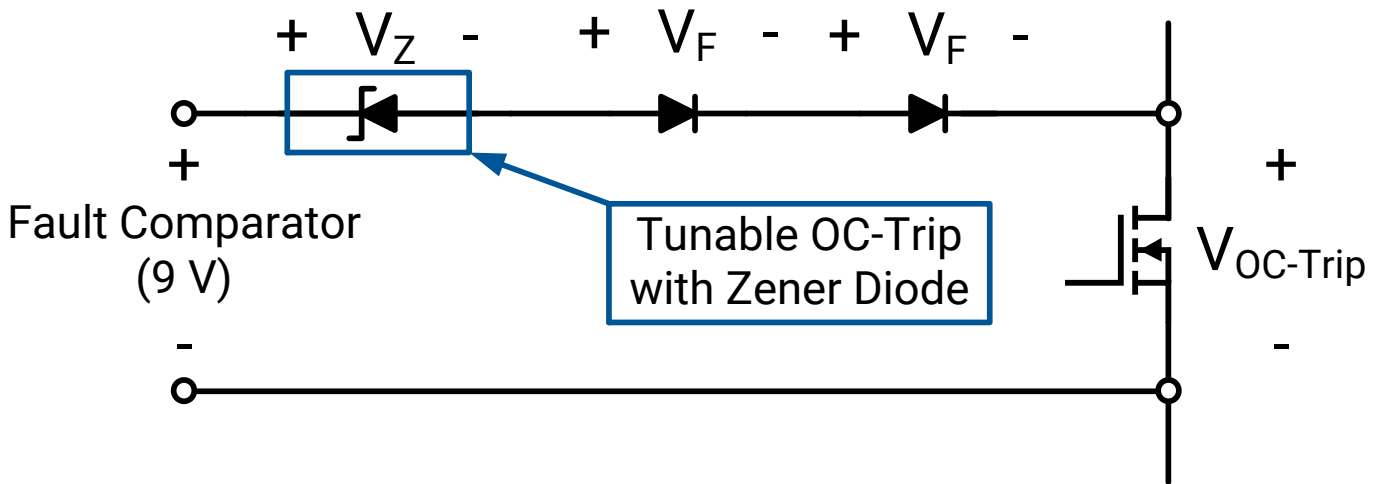 + VZ - + VF - + VF -
+ +
Fault Comparator
(9 V)
Tunable OC-Trip
with Zener Diode
VOC-Trip
- -